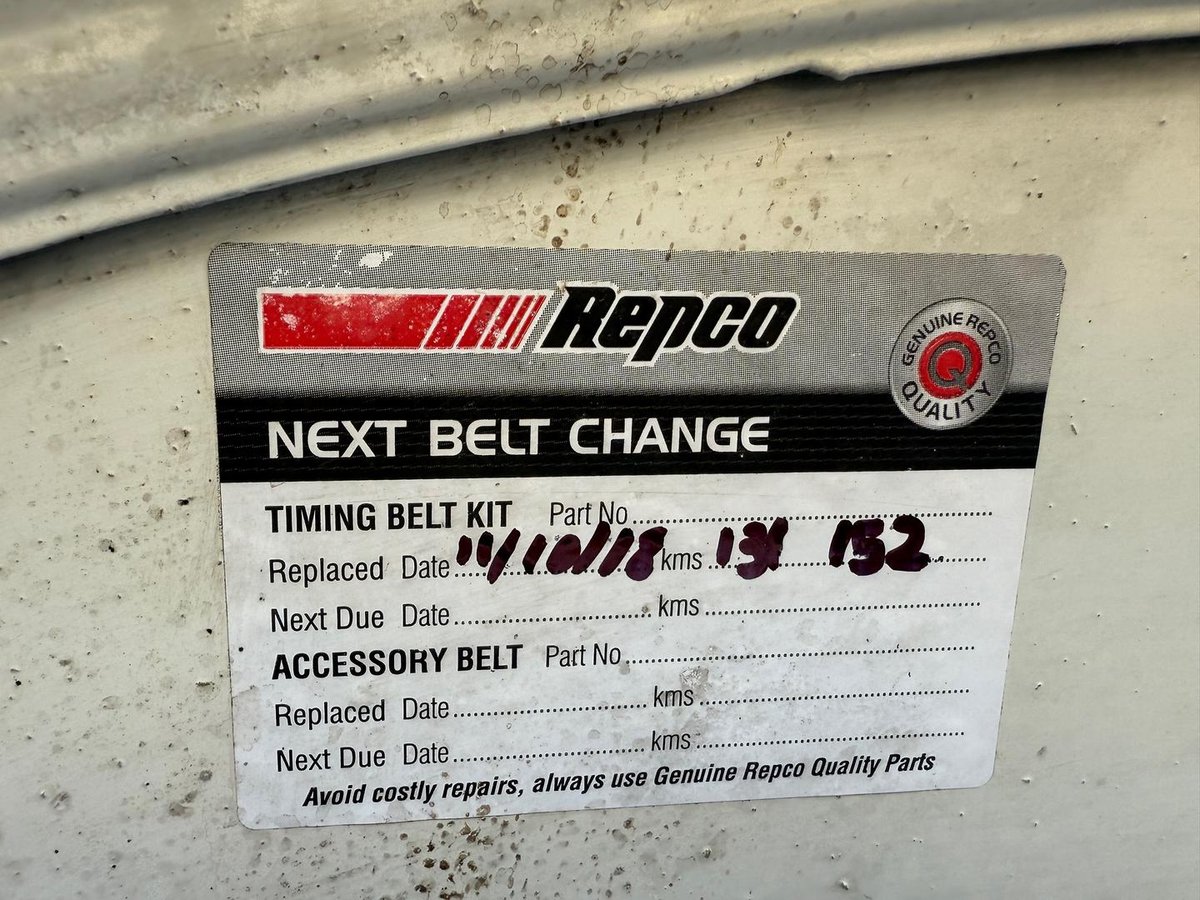 Repco
GENUINE REPCO
Q
QUALITY
NEXT BELT CHANGE
TIMING BELT KIT Part No
Replaced Date 11/10/18 kms 131 152
Next Due Date kms
ACCESSORY BELT Part No
Replaced Date kms
Next Due Date kms
Avoid costly repairs, always use Genuine Repco Quality Parts